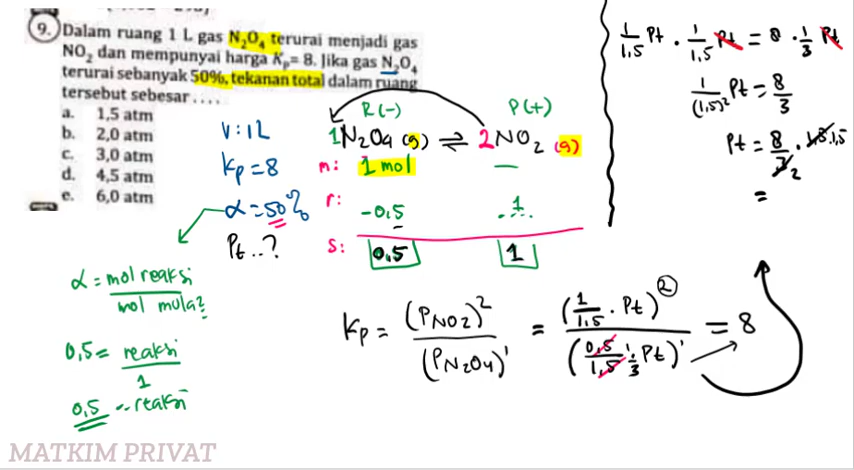 9. Dalam ruang 1 L gas N₂O₄ terurai menjadi gas
NO₂ dan mempunyai harga Kp = 8. Jika gas N₂O₄
terurai sebanyak 50%, tekanan total dalam ruang
tersebut sebesar . . . .
a. 1,5 atm
b. 2,0 atm
c. 3,0 atm
d. 4,5 atm
e. 6,0 atm
V : 1L
Kp = 8
α = 50%
Pt..?
R(-) P(+)
1N₂O₄ (g) ⇌ 2NO₂ (g)
m: 1 mol —
r: -0,5 1
s: 0,5 1
α = mol reaksi / mol mula²
0,5 = reaksi / 1
0,5 = reaksi
Kp = (PNO₂)² / (PN₂O₄)¹ = (1/1,5 . Pt)² / (0,5/1,5 1/3 Pt)¹ = 8
1/1,5 Pt . 1/1,5 Pt = 8 . 1/3 Pt
1/(1,5)² Pt = 8/3
Pt = 8/3 . 1,5 . 1,5
2
=
MATKIM PRIVAT